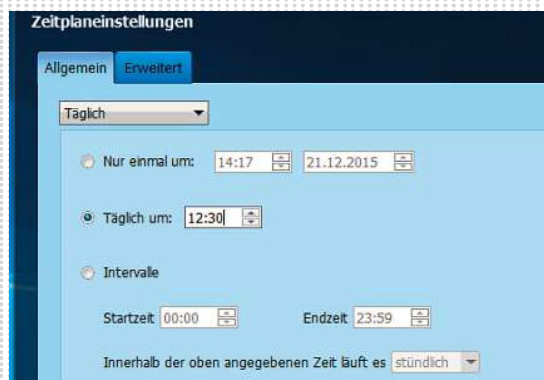 Zeitplaneinstellungen
Allgemein Erweitert
Täglich
Nur einmal um: 14:17 21.12.2015
Täglich um: 12:30
Intervalle
Startzeit 00:00 Endzeit 23:59
Innerhalb der oben angegebenen Zeit läuft es stündlich